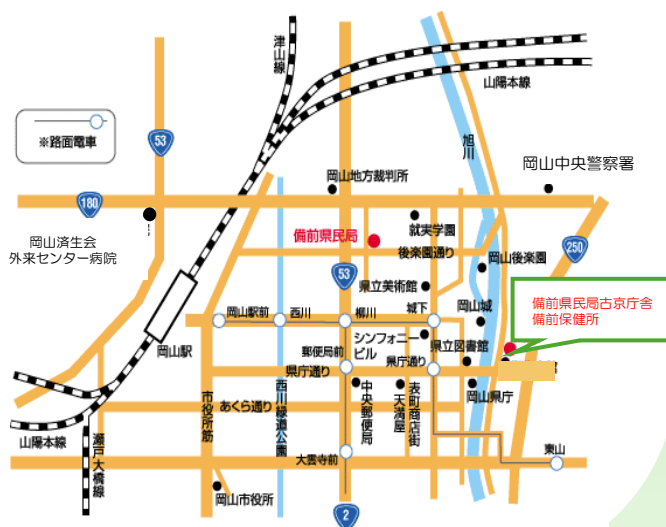 津山線
山陽本線
※路面電車
53
旭川
岡山中央警察署
岡山地方裁判所
180
岡山済生会
外来センター病院
就実学園
備前県民局
後楽園通り
250
岡山後楽園
53
県立美術館
備前県民局古京庁舎
備前保健所
岡山駅前
西川
柳川
城下
岡山城
シンフォニー
ビル
郵便局前
県立図書館
岡山駅
県庁通り
県庁通り
館
岡山県庁
市役所筋
あくら通り
西川緑道公園
中央郵便局
天満屋
表町商店街
山陽本線
瀬戸大橋線
大雲寺前
東山
岡山市役所
2